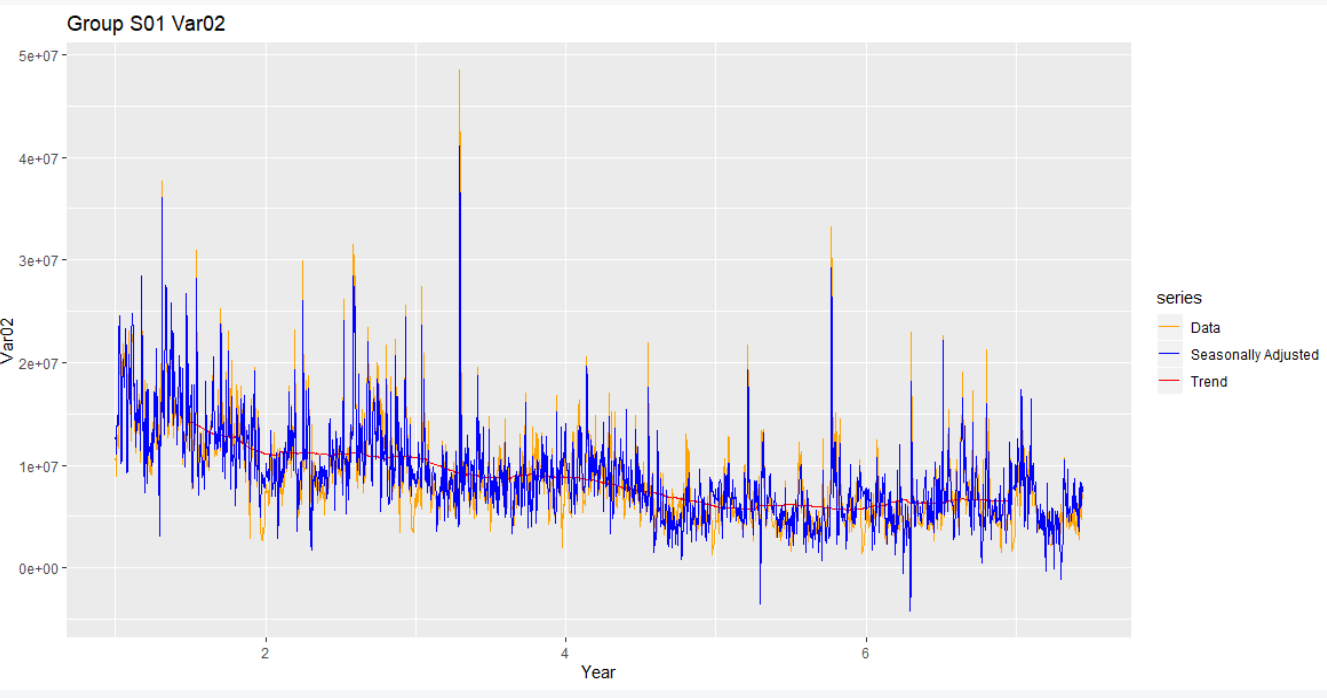 Group S01 Var02
5e+07
4e+07
3e+07
2e+07
1e+07
0e+00
Var02
2
4
6
Year
series
Data
Seasonally Adjusted
Trend